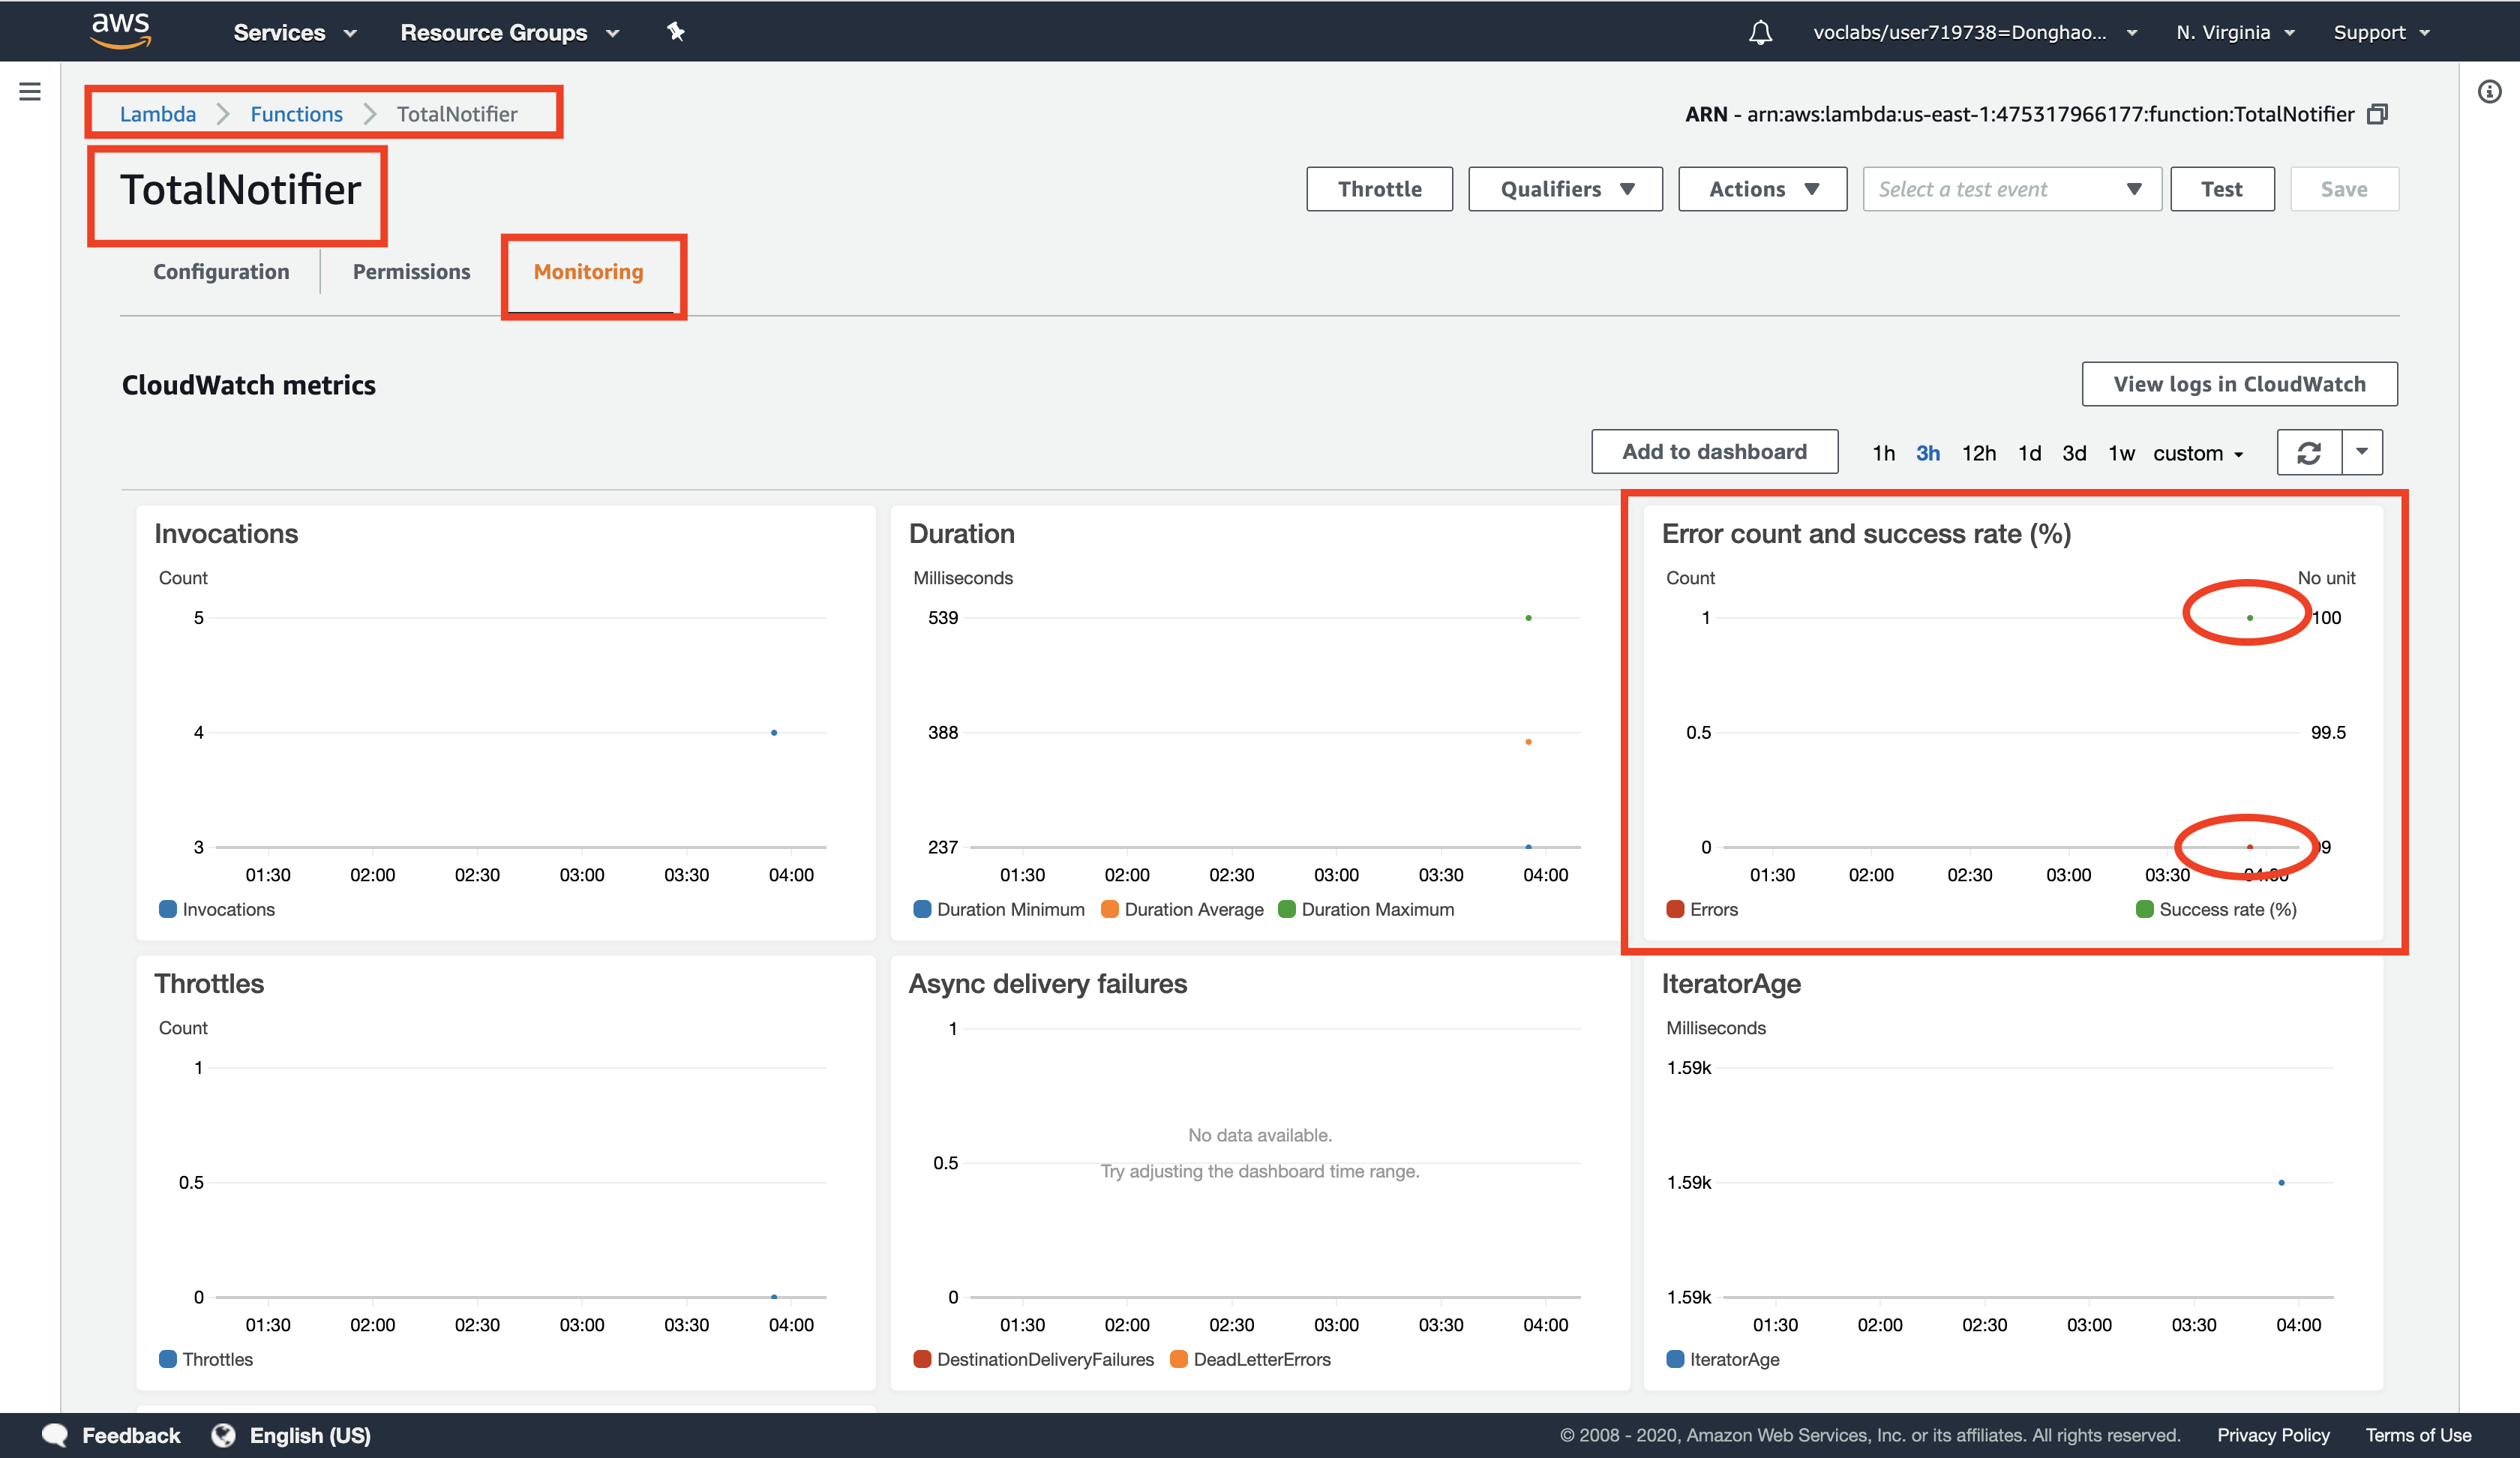 aws Services Resource Groups voclabs/user719738=Donghao... N. Virginia Support
Lambda Functions TotalNotifier
ARN - arn:aws:lambda:us-east-1:475317966177:function:TotalNotifier
TotalNotifier
Throttle Qualifiers Actions Select a test event Test Save
Configuration Permissions Monitoring
CloudWatch metrics
View logs in CloudWatch
Add to dashboard 1h 3h 12h 1d 3d 1w custom
Invocations
Count
5
4
3
01:30 02:00 02:30 03:00 03:30 04:00
Invocations
Duration
Milliseconds
539
388
237
01:30 02:00 02:30 03:00 03:30 04:00
Duration Minimum Duration Average Duration Maximum
Error count and success rate (%)
Count No unit
1 100
0.5 99.5
0 99
01:30 02:00 02:30 03:00 03:30 04:00
Errors Success rate (%)
Throttles
Count
1
0.5
0
01:30 02:00 02:30 03:00 03:30 04:00
Throttles
Async delivery failures
1
No data available.
0.5
Try adjusting the dashboard time range.
0
01:30 02:00 02:30 03:00 03:30 04:00
DestinationDeliveryFailures DeadLetterErrors
IteratorAge
Milliseconds
1.59k
1.59k
1.59k
01:30 02:00 02:30 03:00 03:30 04:00
IteratorAge
Feedback English (US) © 2008 - 2020, Amazon Web Services, Inc. or its affiliates. All rights reserved. Privacy Policy Terms of Use